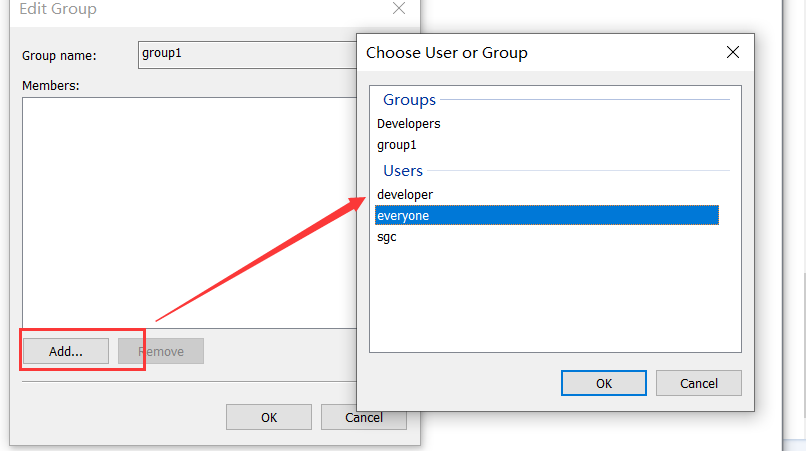 Edit Group
Group name:
group1
Members:
Add...
Remove
OK
Cancel
Choose User or Group
Groups
Developers
group1
Users
developer
everyone
sgc
OK
Cancel